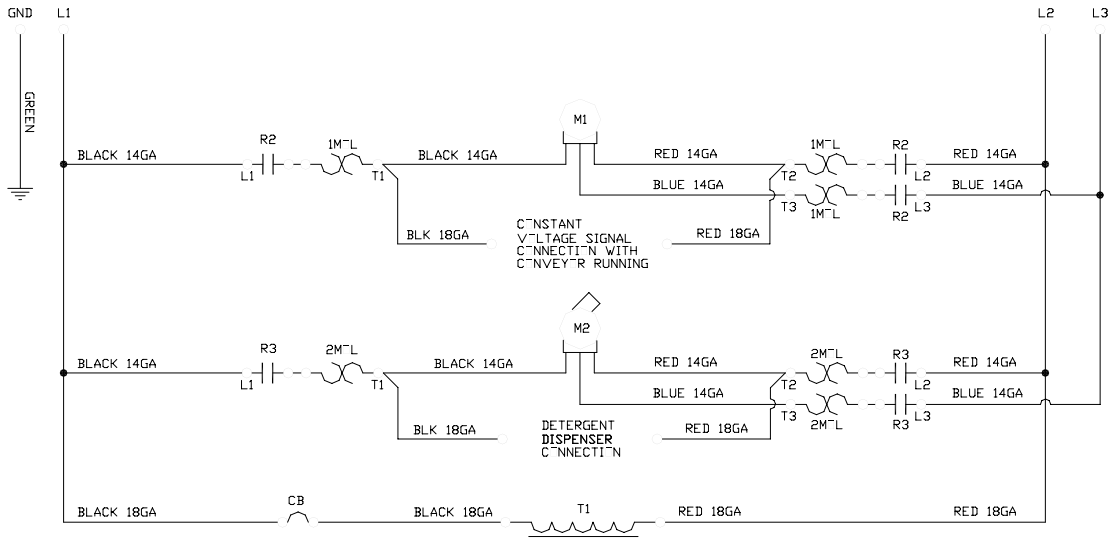 GND L1 L2 L3
GREEN
M1
R2 1M¯L 1M¯L R2
BLACK 14GA BLACK 14GA RED 14GA RED 14GA
L1 T1 T2 L2
BLUE 14GA BLUE 14GA
T3 1M¯L R2 L3
BLK 18GA RED 18GA
C¯NSTANT
V¯LTAGE SIGNAL
C¯NNECTI¯N WITH
C¯NVEY¯R RUNNING
M2
R3 2M¯L 2M¯L R3
BLACK 14GA BLACK 14GA RED 14GA RED 14GA
L1 T1 T2 L2
BLUE 14GA BLUE 14GA
T3 2M¯L R3 L3
BLK 18GA RED 18GA
DETERGENT
DISPENSER
C¯NNECTI¯N
CB T1
BLACK 18GA BLACK 18GA RED 18GA RED 18GA